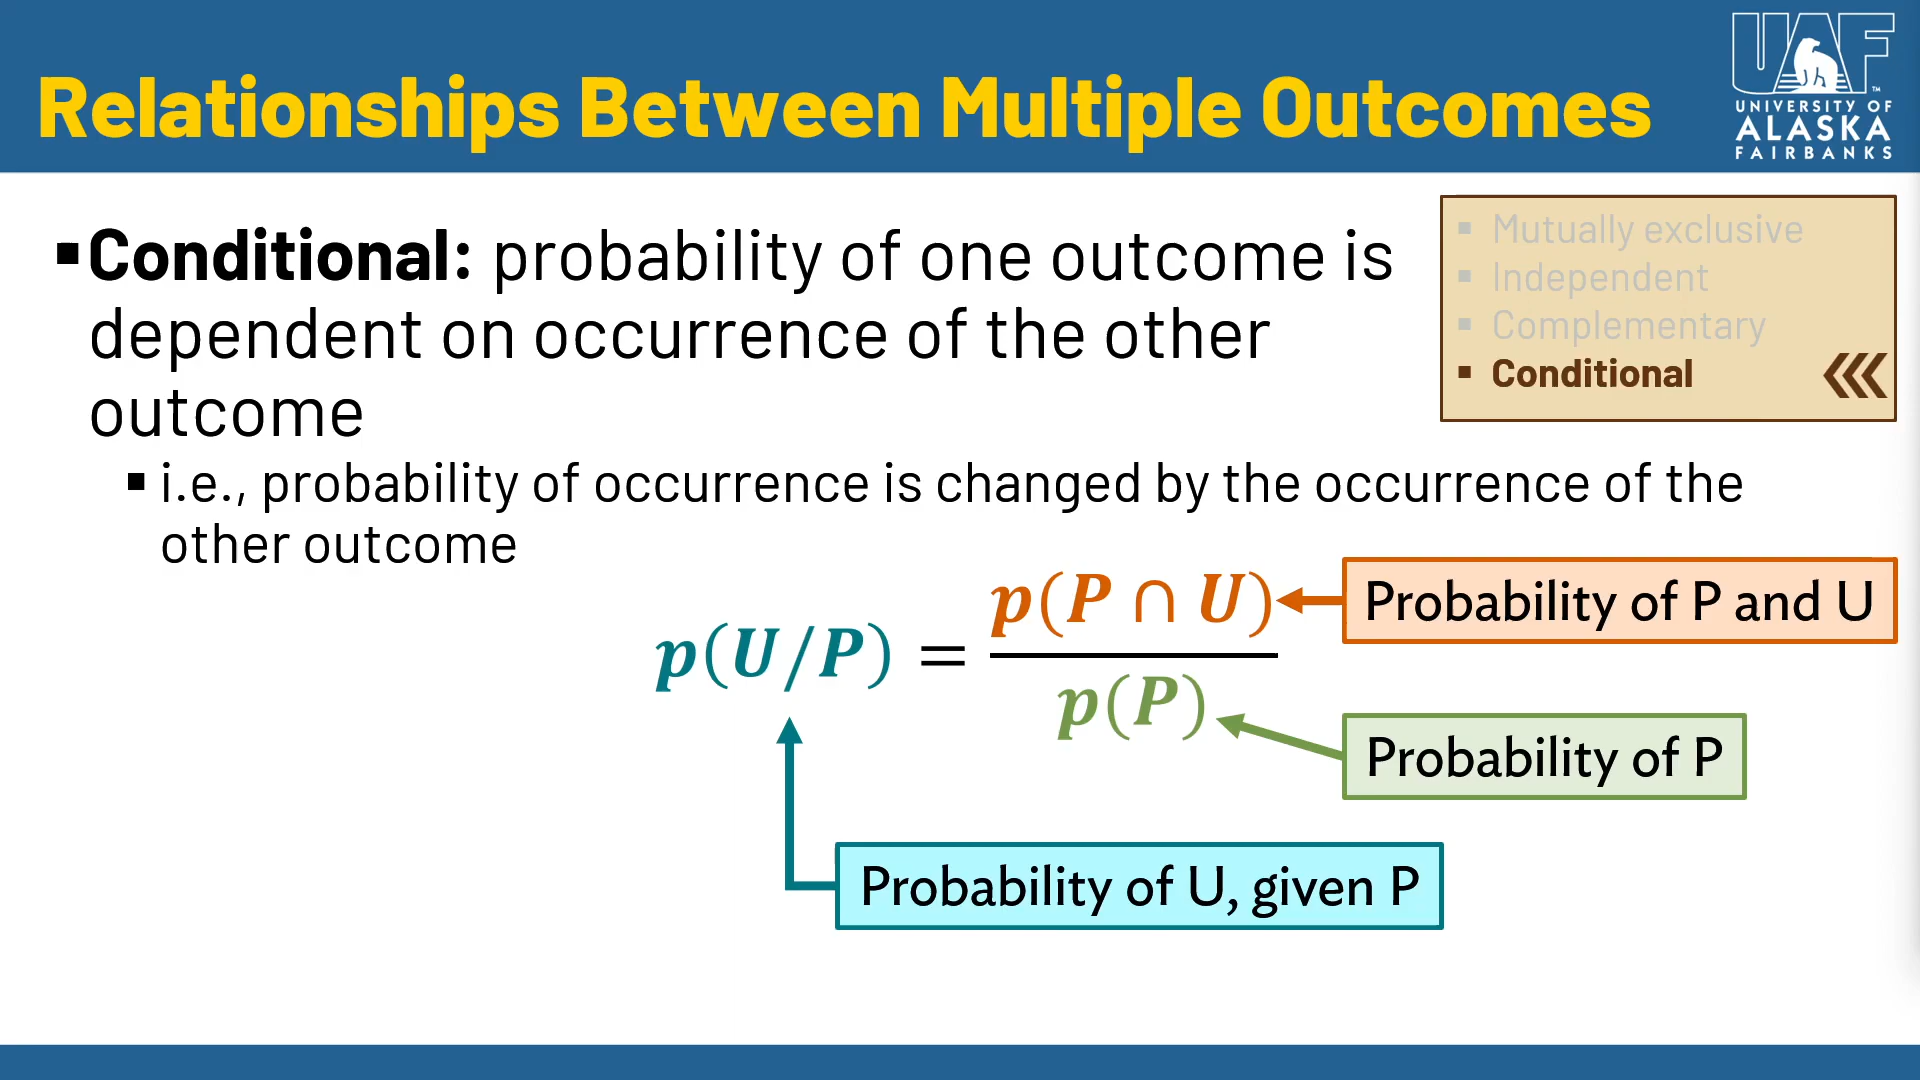 Relationships Between Multiple Outcomes
UAF
™
UNIVERSITY OF
ALASKA
FAIRBANKS
▪ Conditional: probability of one outcome is
dependent on occurrence of the other
outcome
▪ i.e., probability of occurrence is changed by the occurrence of the
other outcome
▪ Mutually exclusive
▪ Independent
▪ Complementary
▪ Conditional
p(U/P) = p(P ∩ U)
p(P)
Probability of P and U
Probability of P
Probability of U, given P